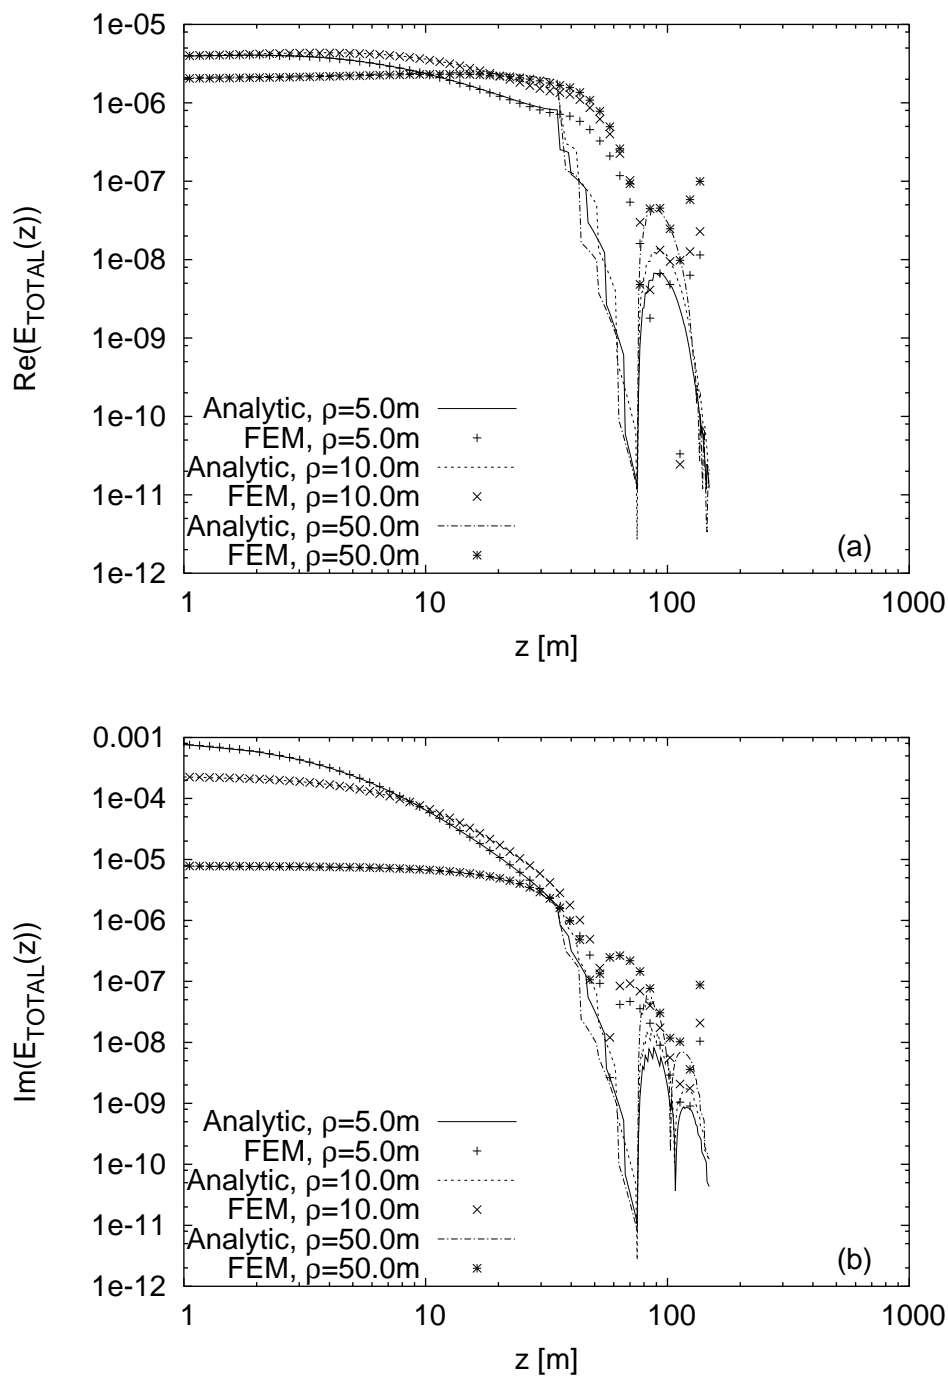 1e-05
1e-06
1e-07
1e-08
1e-09
1e-10
1e-11
1e-12
Re(E_TOTAL(z))
Analytic, ρ=5.0m
FEM, ρ=5.0m
Analytic, ρ=10.0m
FEM, ρ=10.0m
Analytic, ρ=50.0m
FEM, ρ=50.0m
(a)
1 10 100 1000
z [m]
0.001
1e-04
1e-05
1e-06
1e-07
1e-08
1e-09
1e-10
1e-11
1e-12
Im(E_TOTAL(z))
Analytic, ρ=5.0m
FEM, ρ=5.0m
Analytic, ρ=10.0m
FEM, ρ=10.0m
Analytic, ρ=50.0m
FEM, ρ=50.0m
(b)
1 10 100 1000
z [m]